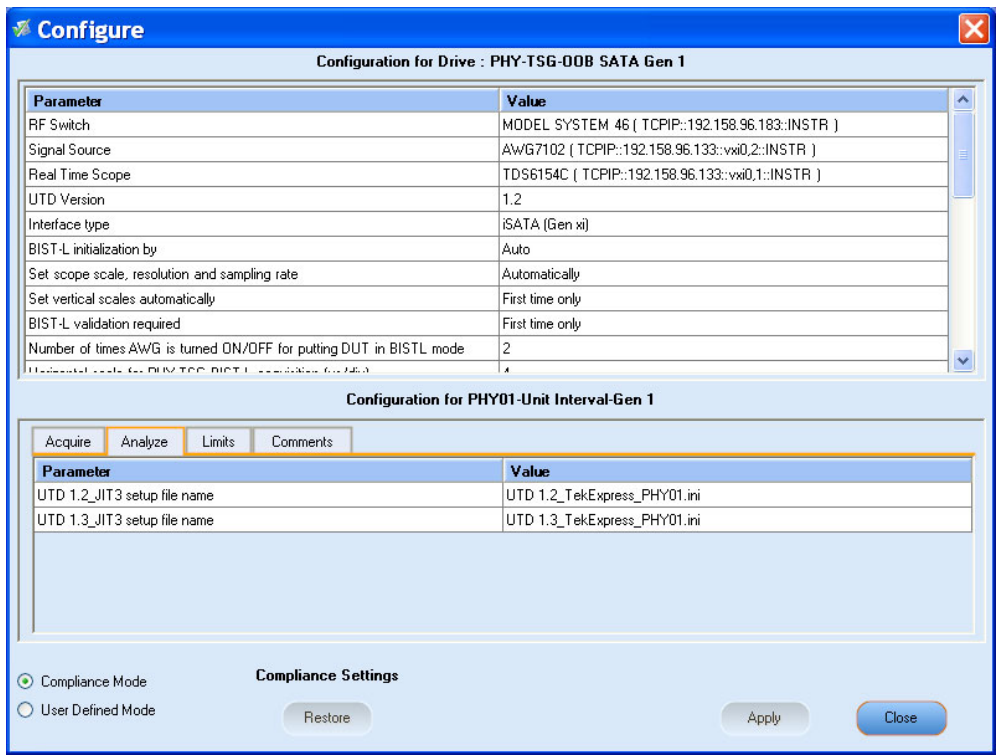 Configure
Configuration for Drive : PHY-TSG-OOB SATA Gen 1
Parameter Value
RF Switch MODEL SYSTEM 46 ( TCPIP::192.158.96.183::INSTR )
Signal Source AWG7102 ( TCPIP::192.158.96.133::vxi0,2::INSTR )
Real Time Scope TDS6154C ( TCPIP::192.158.96.133::vxi0,1::INSTR )
UTD Version 1.2
Interface type iSATA (Gen xi)
BIST-L initialization by Auto
Set scope scale, resolution and sampling rate Automatically
Set vertical scales automatically First time only
BIST-L validation required First time only
Number of times AWG is turned ON/OFF for putting DUT in BISTL mode 2
Configuration for PHY01-Unit Interval-Gen 1
Acquire Analyze Limits Comments
Parameter Value
UTD 1.2_JIT3 setup file name UTD 1.2_TekExpress_PHY01.ini
UTD 1.3_JIT3 setup file name UTD 1.3_TekExpress_PHY01.ini
Compliance Mode Compliance Settings
User Defined Mode Restore Apply Close